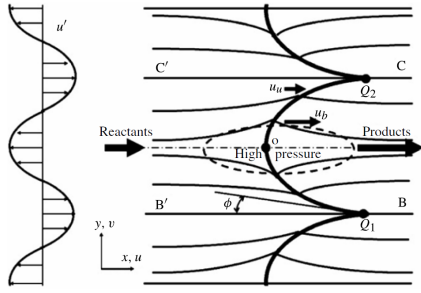 u′
C′
C
u_u
Q_2
u_b
Reactants
Products
o
High pressure
ϕ
B′
B
Q_1
y, v
x, u